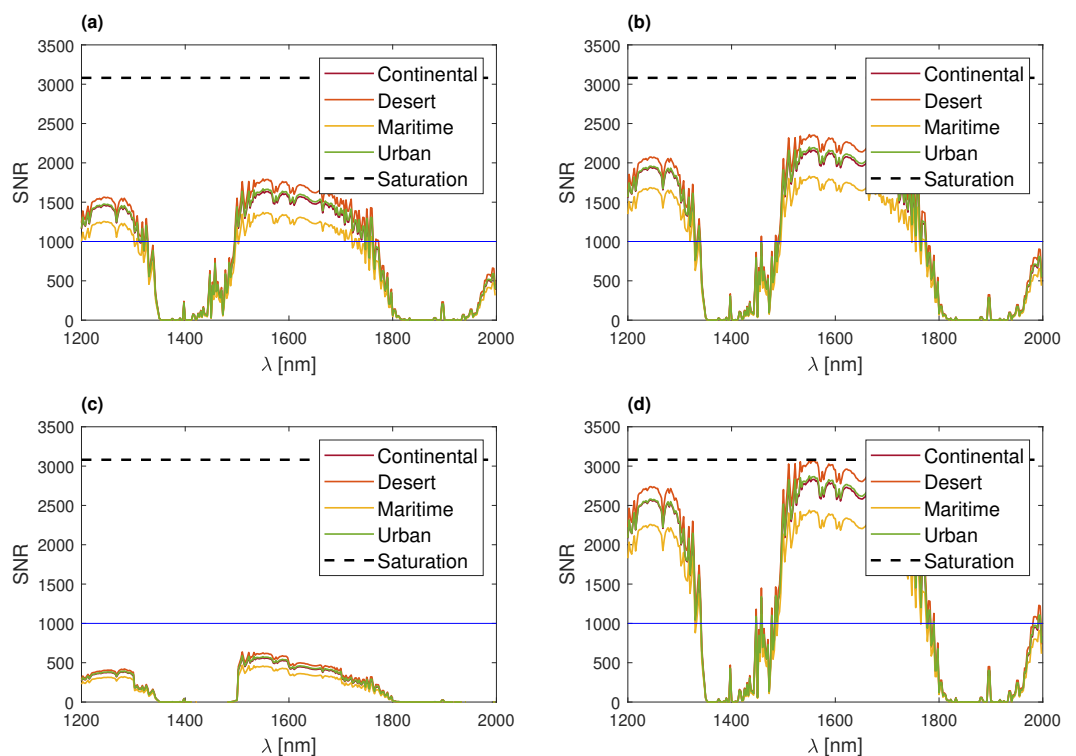 (a)
3500
3000
2500
2000
1500
1000
500
0
SNR
Continental
Desert
Maritime
Urban
Saturation
1200 1400 1600 1800 2000
λ [nm]
(b)
3500
3000
2500
2000
1500
1000
500
0
SNR
Continental
Desert
Maritime
Urban
Saturation
1200 1400 1600 1800 2000
λ [nm]
(c)
3500
3000
2500
2000
1500
1000
500
0
SNR
Continental
Desert
Maritime
Urban
Saturation
1200 1400 1600 1800 2000
λ [nm]
(d)
3500
3000
2500
2000
1500
1000
500
0
SNR
Continental
Desert
Maritime
Urban
Saturation
1200 1400 1600 1800 2000
λ [nm]